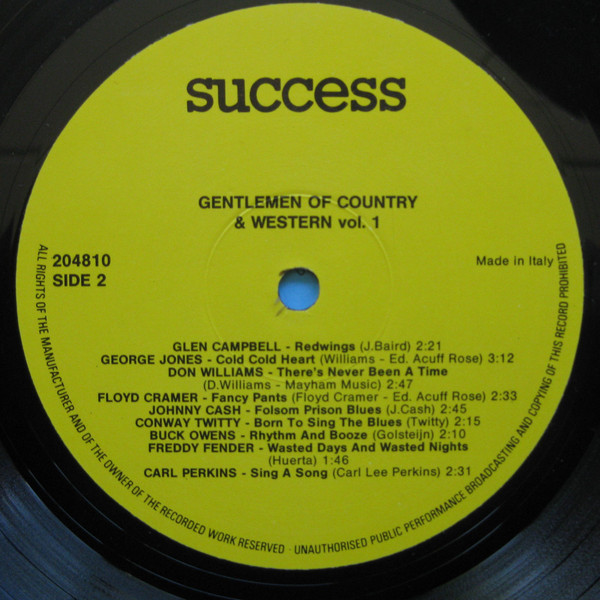 success
GENTLEMEN OF COUNTRY
& WESTERN vol. 1
204810
SIDE 2
Made in Italy
GLEN CAMPBELL - Redwings (J.Baird) 2:21
GEORGE JONES - Cold Cold Heart (Williams - Ed. Acuff Rose) 3:12
DON WILLIAMS - There's Never Been A Time
(D.Williams - Mayham Music) 2:47
FLOYD CRAMER - Fancy Pants (Floyd Cramer - Ed. Acuff Rose) 2:33
JOHNNY CASH - Folsom Prison Blues (J.Cash) 2:45
CONWAY TWITTY - Born To Sing The Blues (Twitty) 2:15
BUCK OWENS - Rhythm And Booze (Golsteijn) 2:10
FREDDY FENDER - Wasted Days And Wasted Nights
(Huerta) 1:46
CARL PERKINS - Sing A Song (Carl Lee Perkins) 2:31
ALL RIGHTS OF THE MANUFACTURER AND OF THE OWNER OF THE RECORDED WORK RESERVED · UNAUTHORISED PUBLIC PERFORMANCE BROADCASTING AND COPYING OF THIS RECORD PROHIBITED